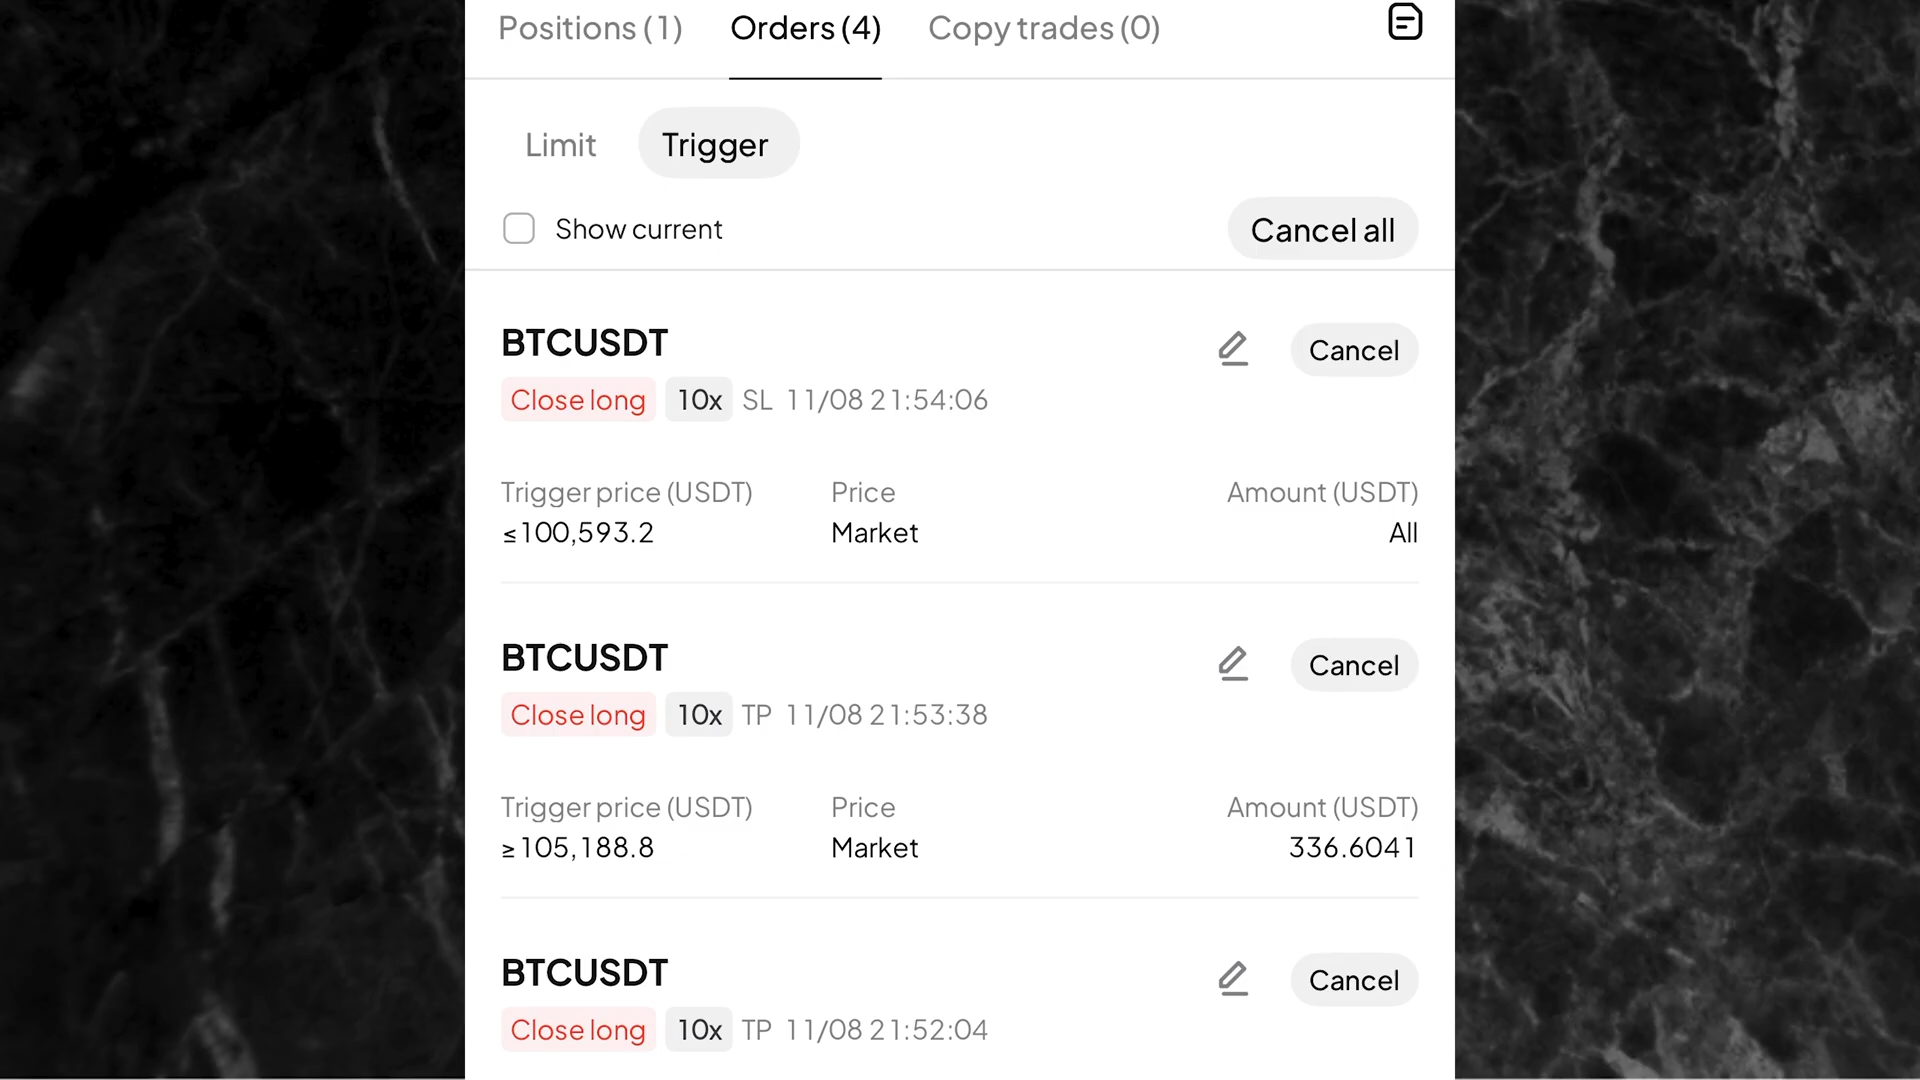 Positions (1) Orders (4) Copy trades (0)
Limit Trigger
Show current Cancel all
BTCUSDT Cancel
Close long 10x SL 11/08 21:54:06
Trigger price (USDT) Price Amount (USDT)
≤100,593.2 Market All
BTCUSDT Cancel
Close long 10x TP 11/08 21:53:38
Trigger price (USDT) Price Amount (USDT)
≥105,188.8 Market 336.6041
BTCUSDT Cancel
Close long 10x TP 11/08 21:52:04